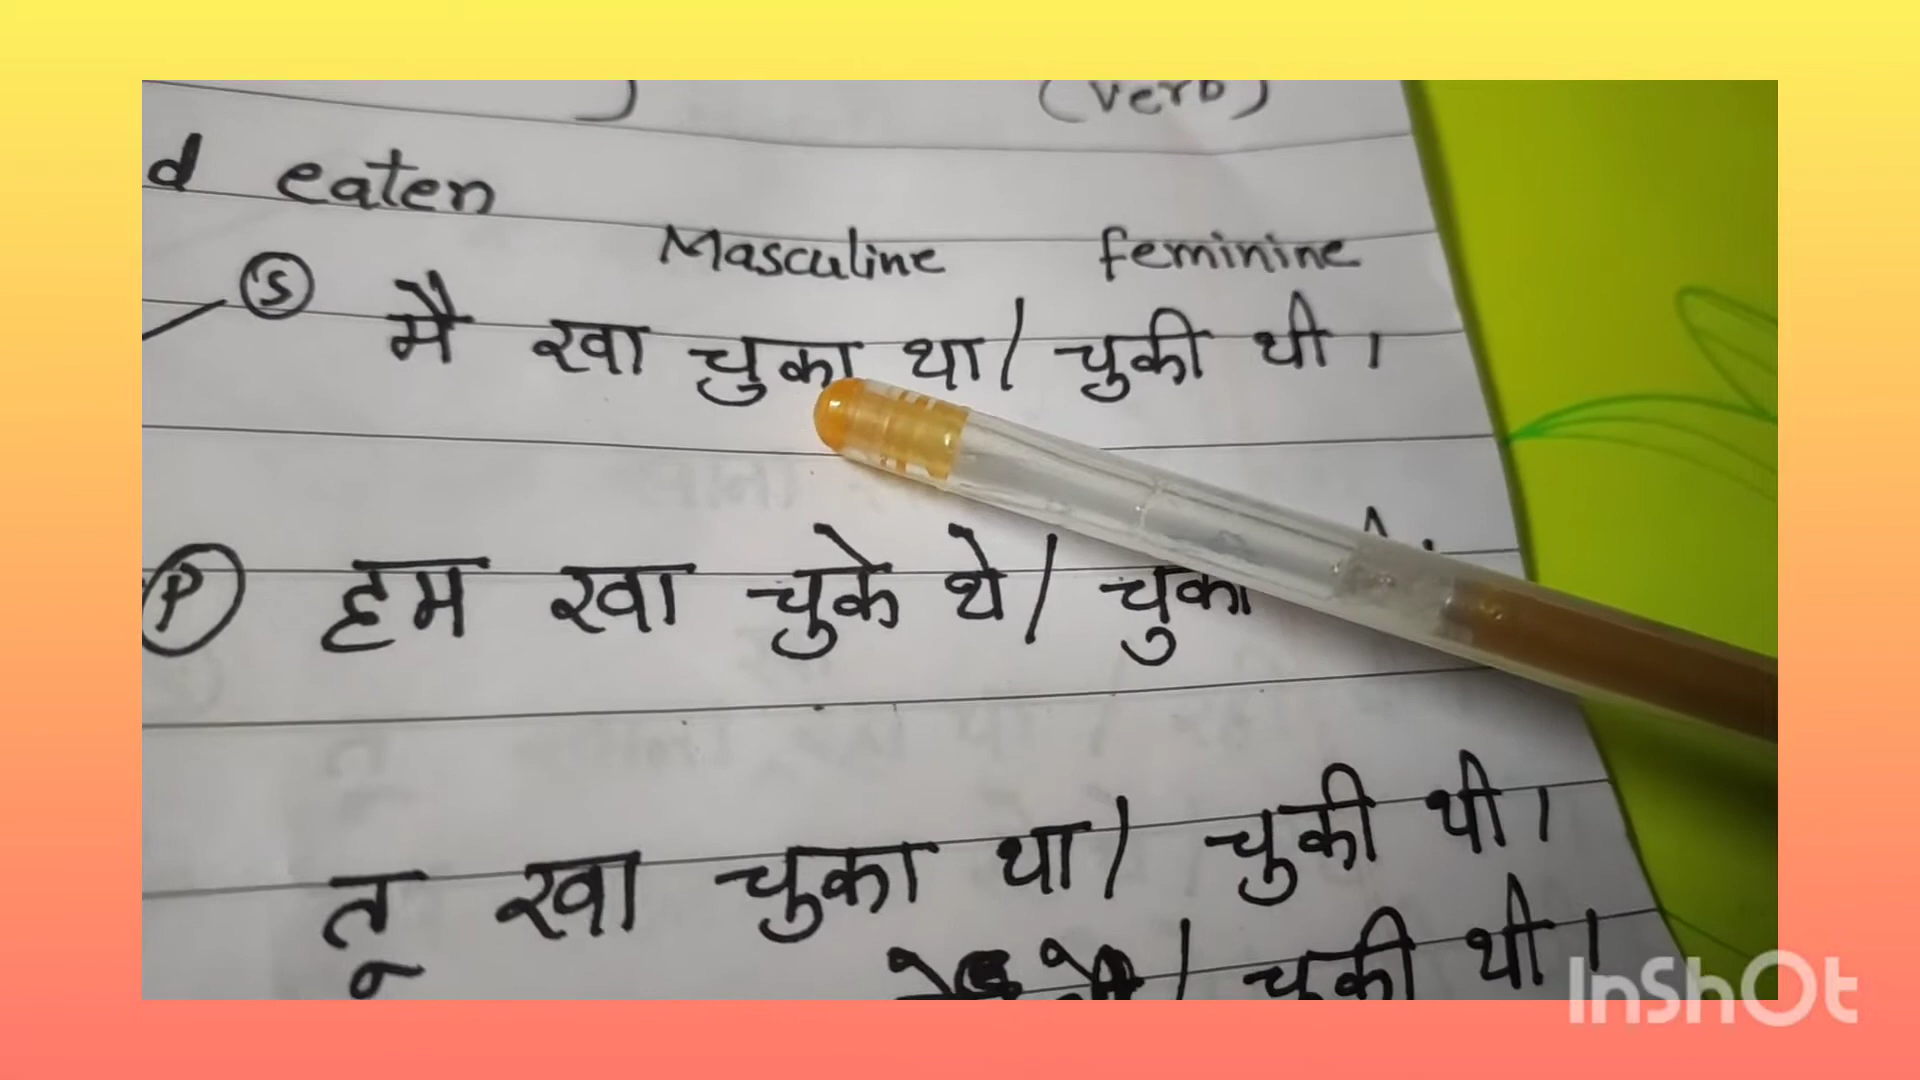 (verb)
d eaten
Masculine feminine
Ⓢ मै खा चुका था/ चुकी थी।
Ⓟ हम खा चुके थे/
तू खा चुका था/ चुकी थी।
/ चुकी थी।
InShOt